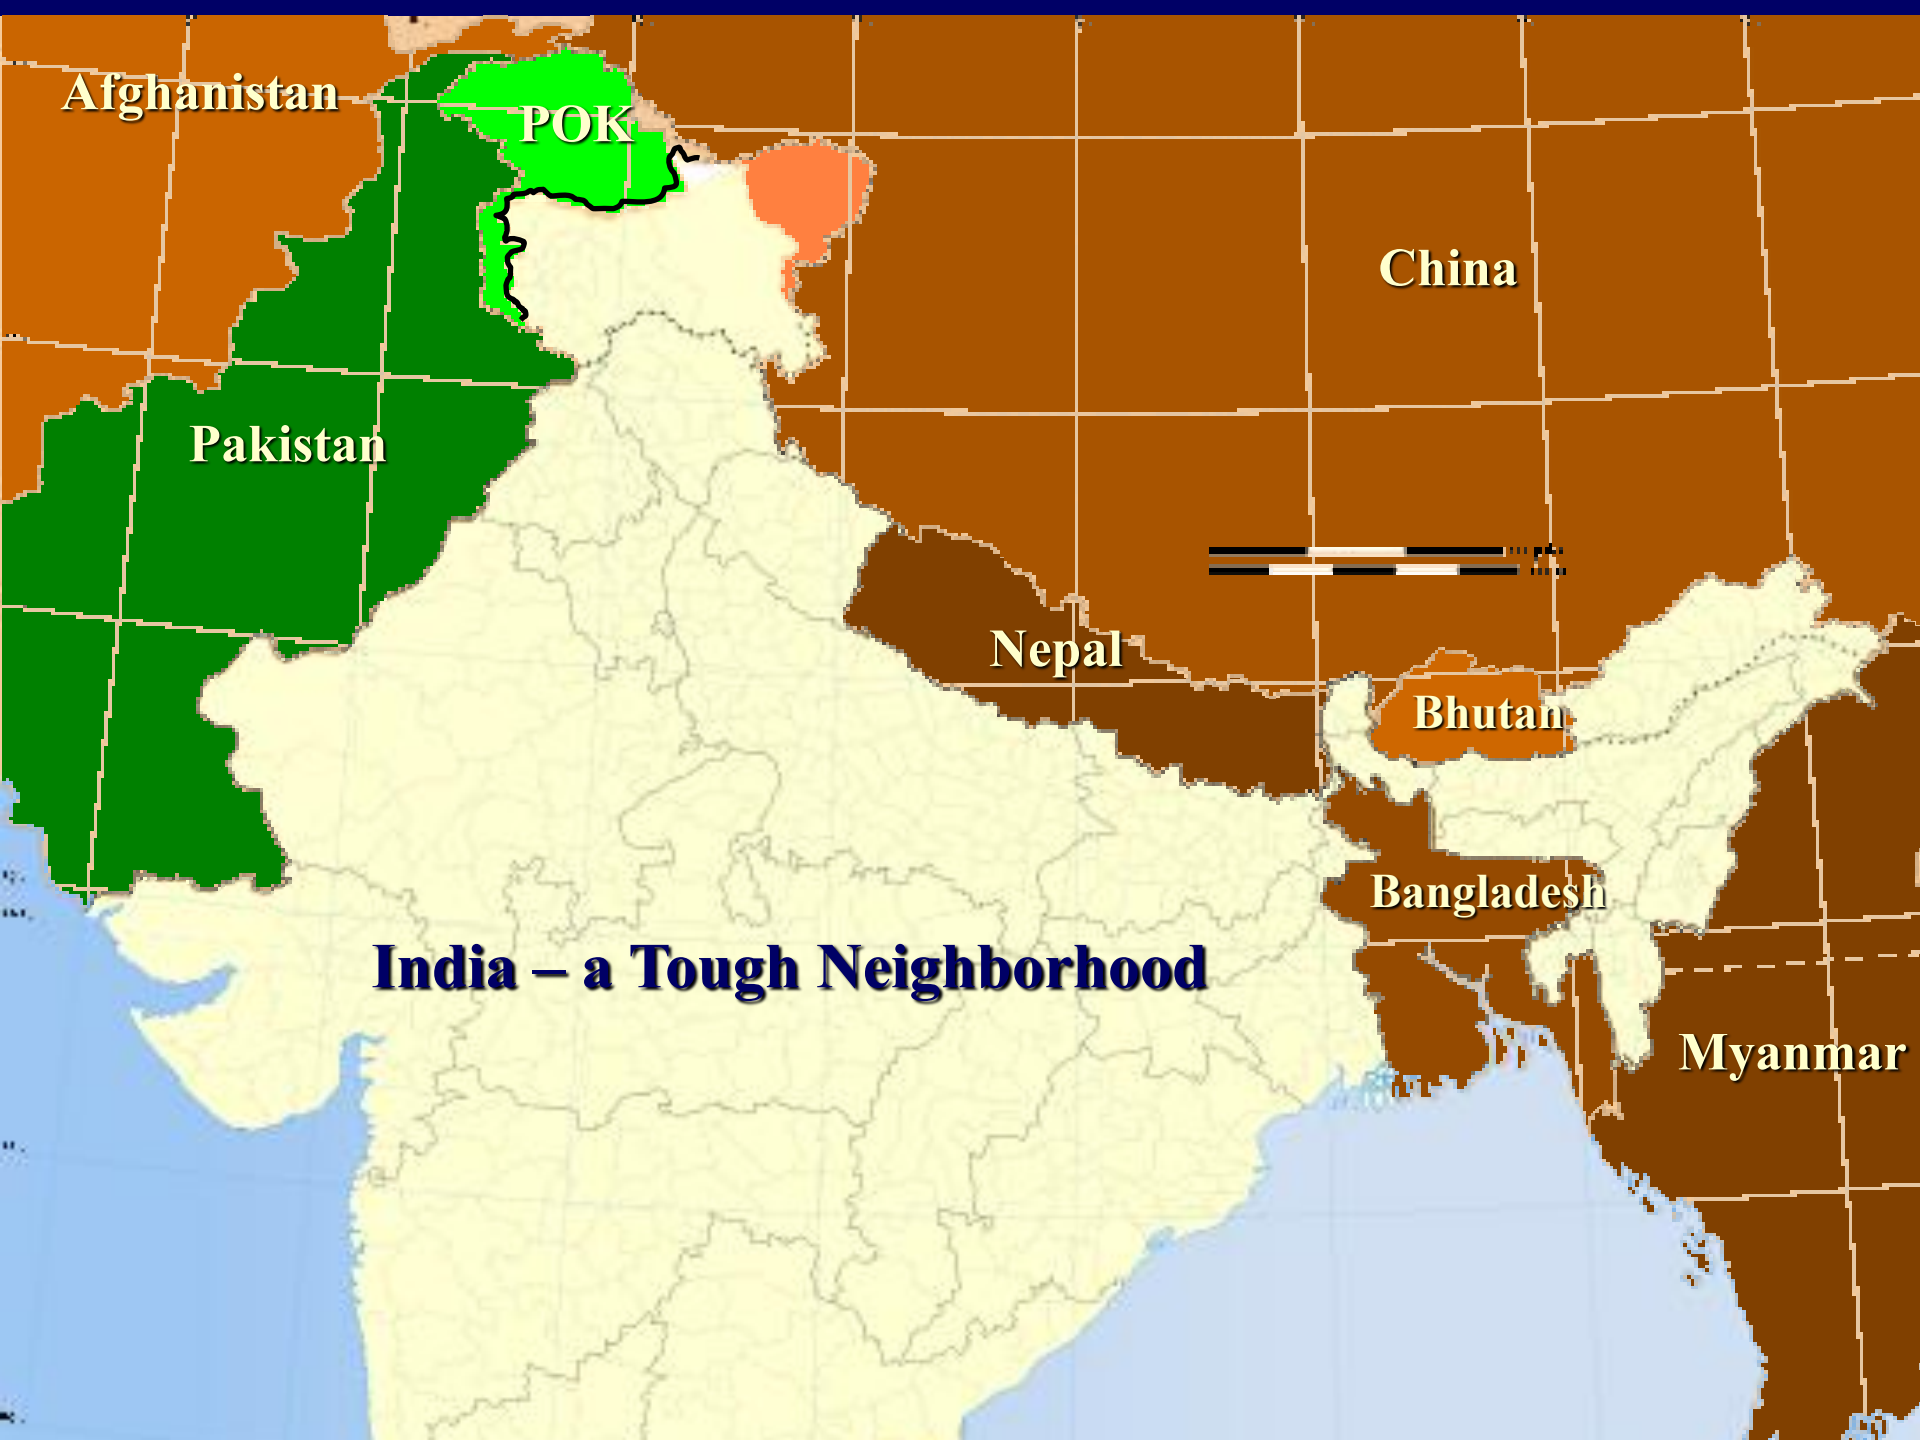 Afghanistan
POK
China
Pakistan
Nepal
Bhutan
Bangladesh
India – a Tough Neighborhood
Myanmar